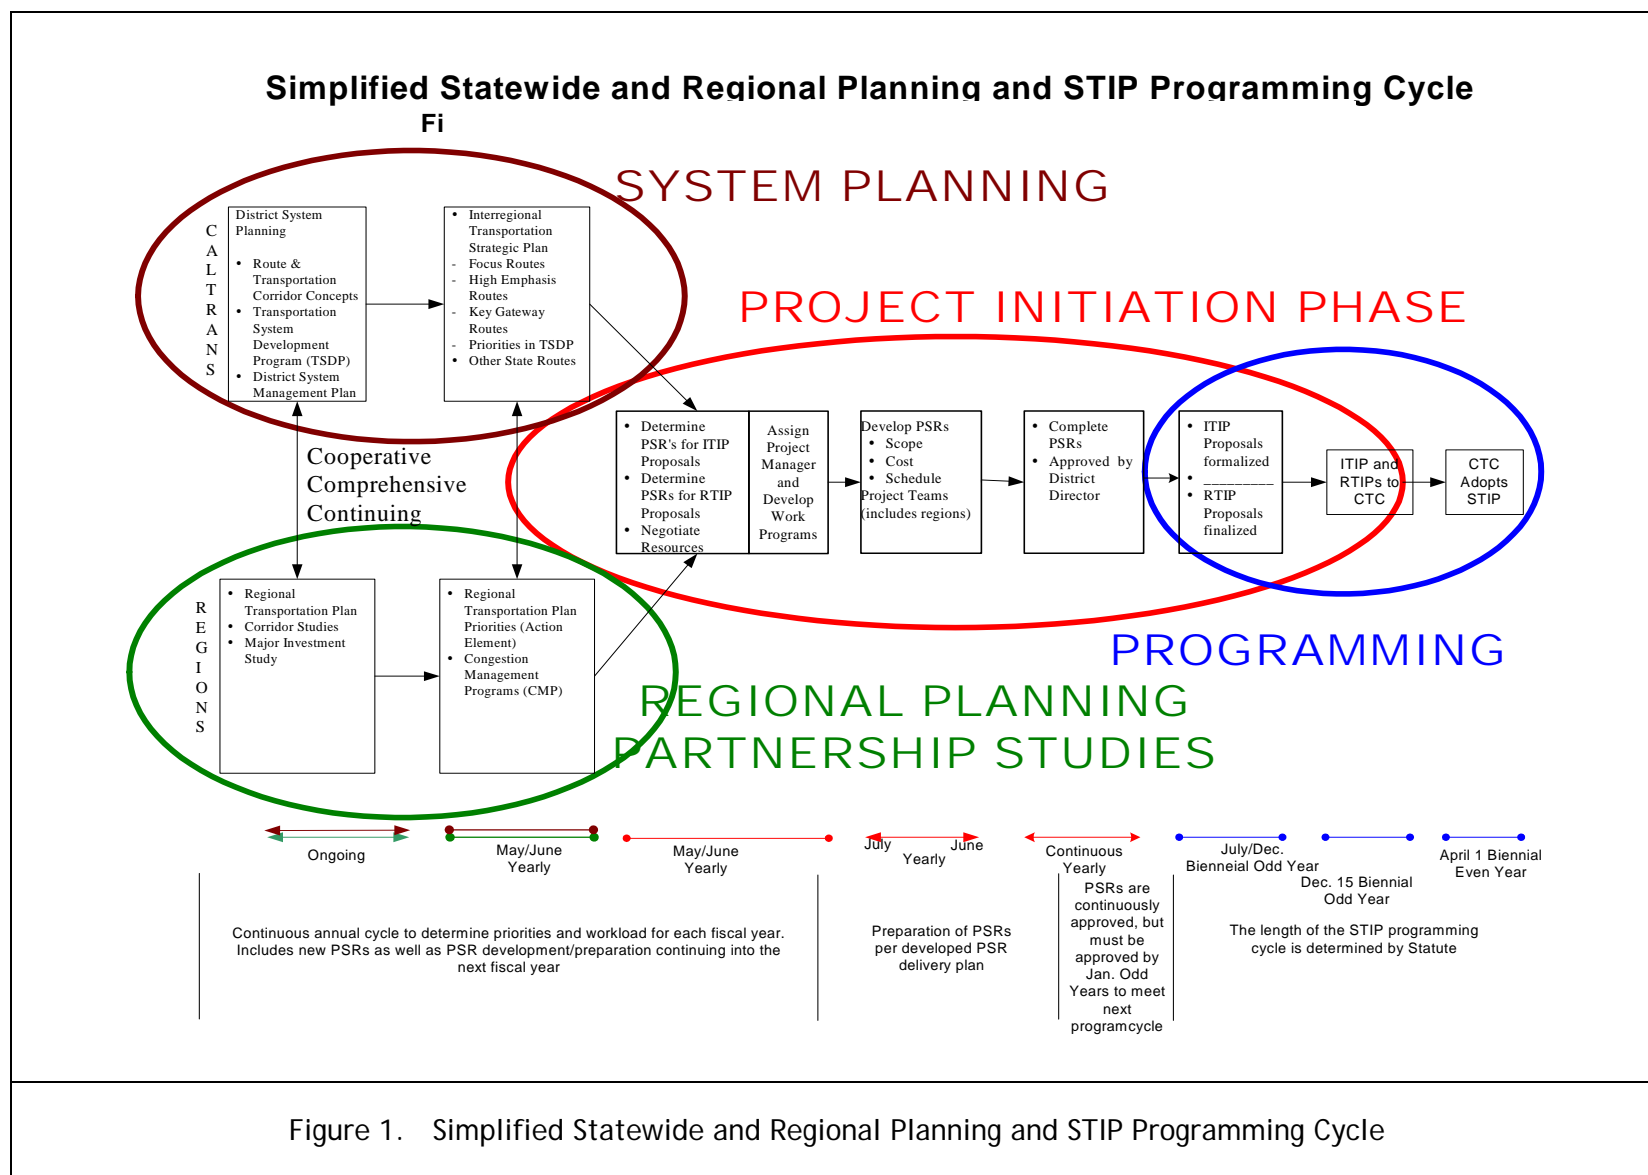 Simplified Statewide and Regional Planning and STIP Programming Cycle
Fi
SYSTEM PLANNING
CALTRANS
District System
Planning
• Route &
Transportation
Corridor Concepts
• Transportation
System
Development
Program (TSDP)
• District System
Management Plan
• Interregional
Transportation
Strategic Plan
- Focus Routes
- High Emphasis
Routes
- Key Gateway
Routes
- Priorities in TSDP
• Other State Routes
PROJECT INITIATION PHASE
Cooperative
Comprehensive
Continuing
• Determine
PSR's for ITIP
Proposals
• Determine
PSRs for RTIP
Proposals
• Negotiate
Resources
Assign
Project
Manager
and
Develop
Work
Programs
Develop PSRs
• Scope
• Cost
• Schedule
Project Teams
(includes regions)
• Complete
PSRs
• Approved by
District
Director
• ITIP
Proposals
formalized
• _________
• RTIP
Proposals
finalized
ITIP and
RTIPs to
CTC
CTC
Adopts
STIP
REGIONS
• Regional
Transportation Plan
• Corridor Studies
• Major Investment
Study
• Regional
Transportation Plan
Priorities (Action
Element)
• Congestion
Management
Programs (CMP)
PROGRAMMING
REGIONAL PLANNING
PARTNERSHIP STUDIES
Ongoing
May/June
Yearly
May/June
Yearly
July June
Yearly
Continuous
Yearly
July/Dec.
Bienneial Odd Year
Dec. 15 Biennial
Odd Year
April 1 Biennial
Even Year
Continuous annual cycle to determine priorities and workload for each fiscal year.
Includes new PSRs as well as PSR development/preparation continuing into the
next fiscal year
Preparation of PSRs
per developed PSR
delivery plan
PSRs are
continuously
approved, but
must be
approved by
Jan. Odd
Years to meet
next
programcycle
The length of the STIP programming
cycle is determined by Statute
Figure 1. Simplified Statewide and Regional Planning and STIP Programming Cycle